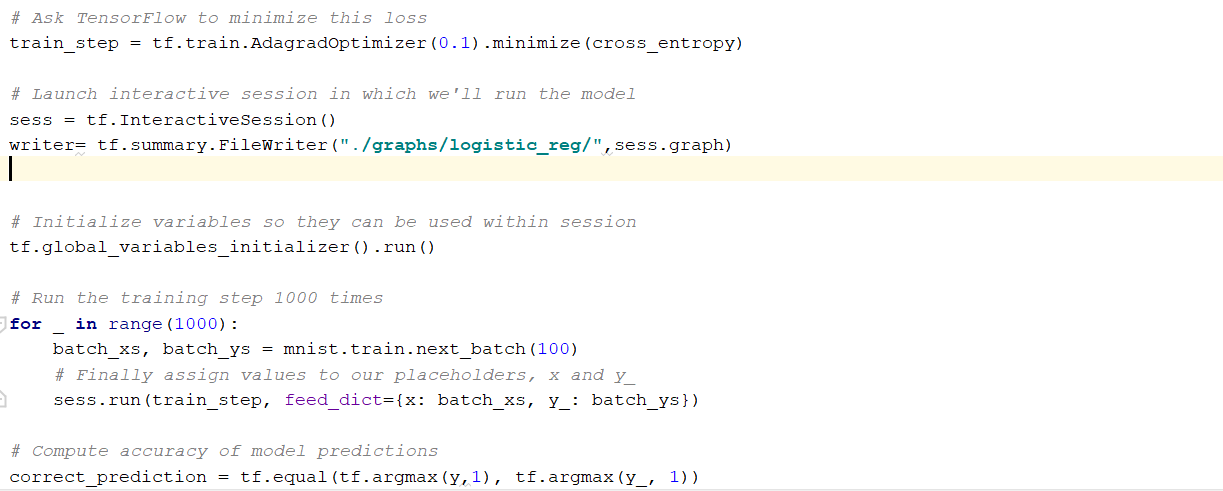 # Ask TensorFlow to minimize this loss
train_step = tf.train.AdagradOptimizer(0.1).minimize(cross_entropy)
# Launch interactive session in which we'll run the model
sess = tf.InteractiveSession()
writer= tf.summary.FileWriter("./graphs/logistic_reg/",sess.graph)
# Initialize variables so they can be used within session
tf.global_variables_initializer().run()
# Run the training step 1000 times
for _ in range(1000):
    batch_xs, batch_ys = mnist.train.next_batch(100)
    # Finally assign values to our placeholders, x and y_
    sess.run(train_step, feed_dict={x: batch_xs, y_: batch_ys})
# Compute accuracy of model predictions
correct_prediction = tf.equal(tf.argmax(y,1), tf.argmax(y_, 1))